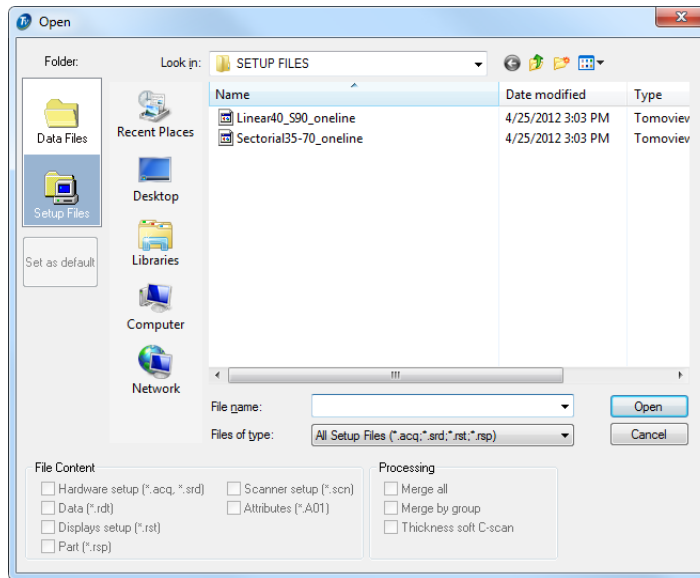 Open
Folder:
Look in: SETUP FILES
Data Files
Setup Files
Set as default
Recent Places
Desktop
Libraries
Computer
Network
Name Date modified Type
Linear40_S90_oneline 4/25/2012 3:03 PM Tomoview
Sectorial35-70_oneline 4/25/2012 3:03 PM Tomoview
File name: Open
Files of type: All Setup Files (*.acq;*.srd;*.rst;*.rsp) Cancel
File Content
Hardware setup (*.acq, *.srd) Scanner setup (*.scn)
Data (*.rdt) Attributes (*.A01)
Displays setup (*.rst)
Part (*.rsp)
Processing
Merge all
Merge by group
Thickness soft C-scan